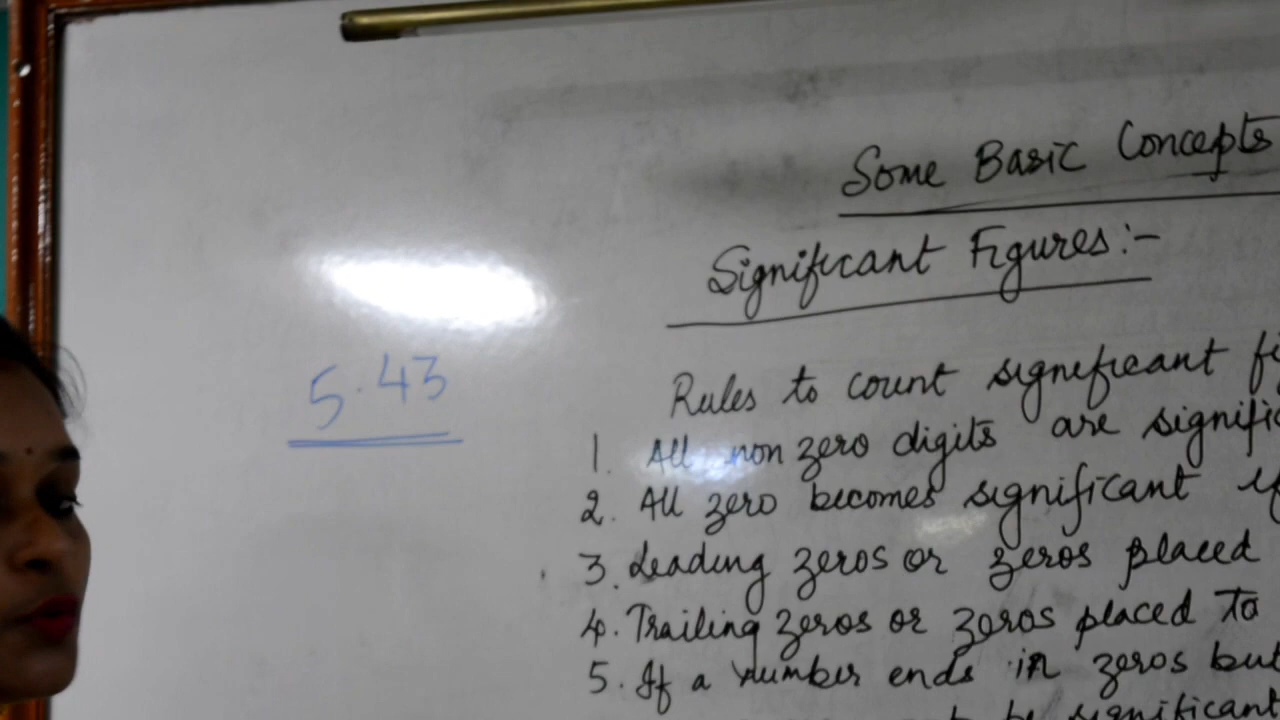 Some Basic Concepts
Significant Figures:-
5.43
Rules to count significant
1. All non zero digits are
2. All zero becomes significant
3. Leading zeros or zeros placed
4. Trailing zeros or zeros placed to
5. If a number ends in zeros but
be significant